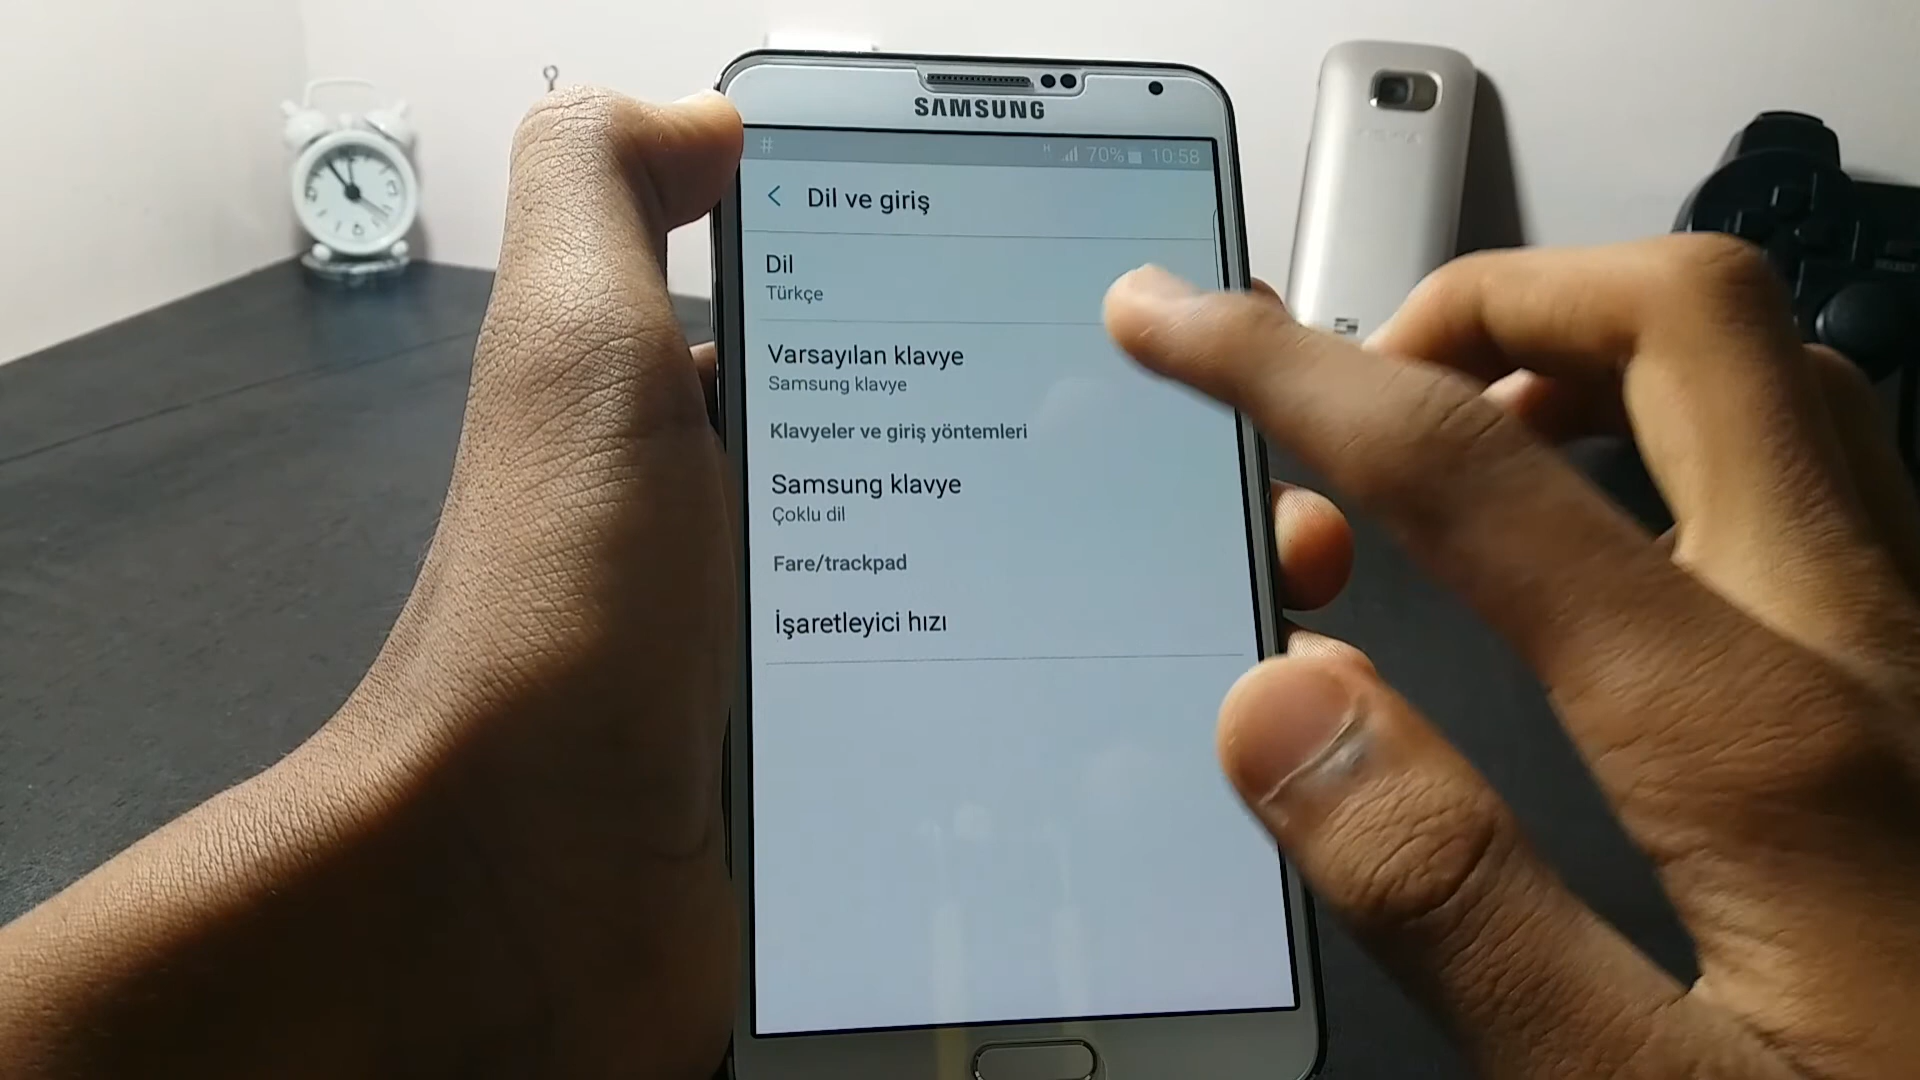 SAMSUNG
# H 70% 10:58
Dil ve giriş
Dil
Türkçe
Varsayılan klavye
Samsung klavye
Klavyeler ve giriş yöntemleri
Samsung klavye
Çoklu dil
Fare/trackpad
İşaretleyici hızı
SELECT